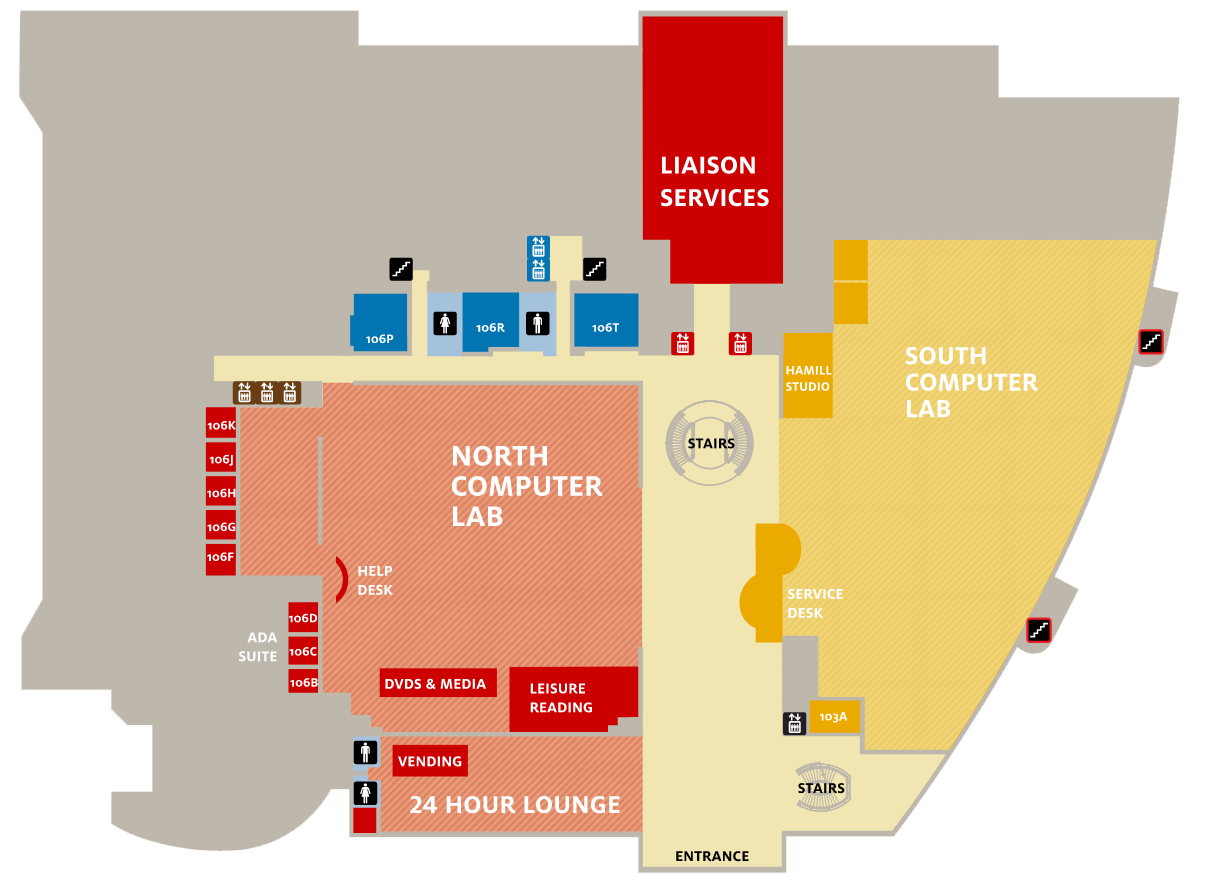 LIAISON
SERVICES
106P
106R
106T
HAMILL
STUDIO
SOUTH
COMPUTER
LAB
106K
106J
106H
106G
106F
NORTH
COMPUTER
LAB
STAIRS
HELP
DESK
SERVICE
DESK
ADA
SUITE
106D
106C
106B
DVDS & MEDIA
LEISURE
READING
103A
VENDING
24 HOUR LOUNGE
STAIRS
ENTRANCE